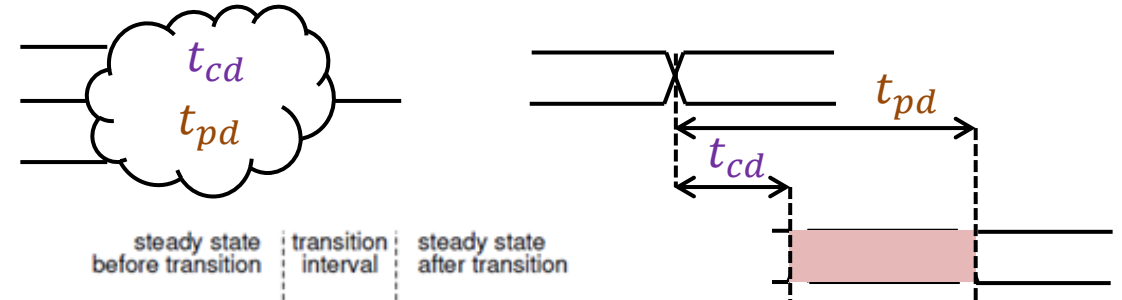 t_cd
t_pd
t_pd
t_cd
steady state
before transition
transition
interval
steady state
after transition